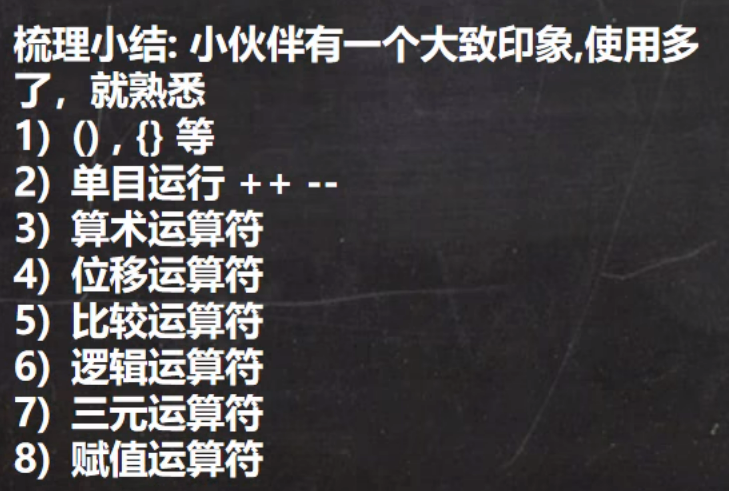 梳理小结: 小伙伴有一个大致印象,使用多
了，就熟悉
1）() , {} 等
2）单目运行 ++ --
3）算术运算符
4）位移运算符
5）比较运算符
6）逻辑运算符
7）三元运算符
8）赋值运算符